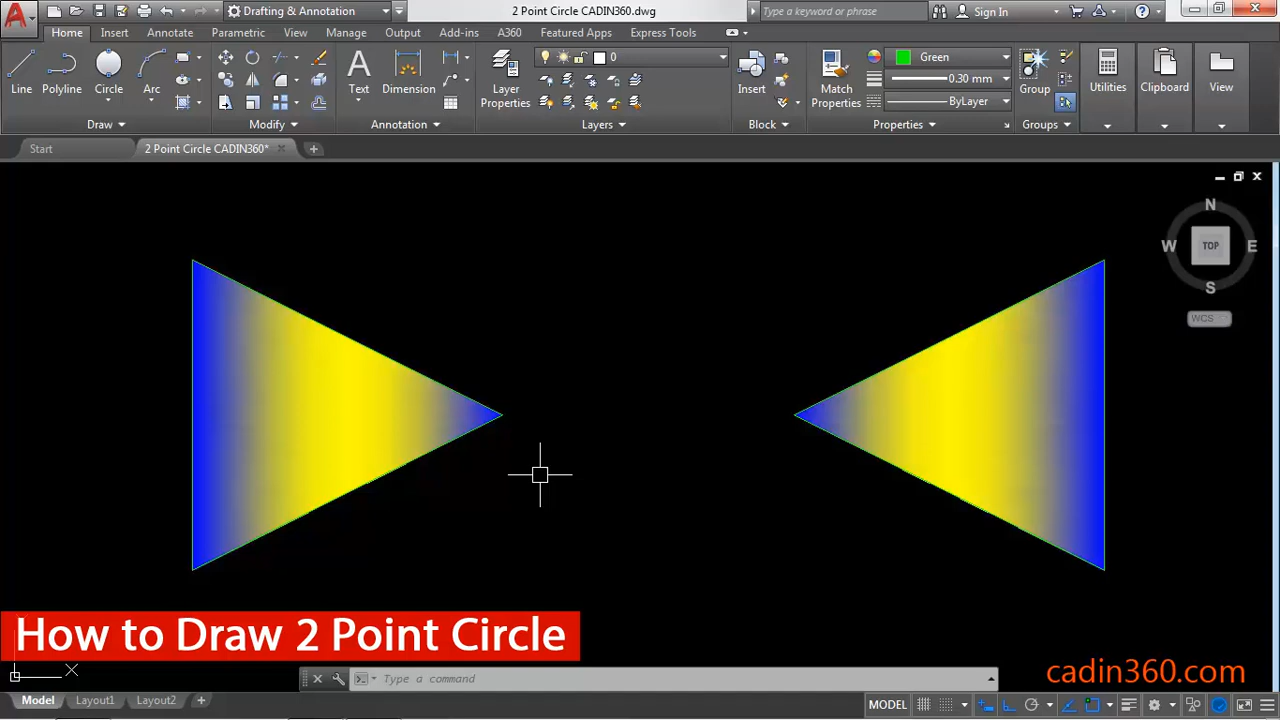 Drafting & Annotation
2 Point Circle CADIN360.dwg
Type a keyword or phrase
Sign In
Home
Insert
Annotate
Parametric
View
Manage
Output
Add-ins
A360
Featured Apps
Express Tools
Line
Polyline
Circle
Arc
Draw
Modify
Text
Dimension
Annotation
Layer
Properties
0
Layers
Insert
Block
Match
Properties
Green
0.30 mm
ByLayer
Properties
Group
Groups
Utilities
Clipboard
View
Start
2 Point Circle CADIN360*
N
W
TOP
E
S
WCS
How to Draw 2 Point Circle
Type a command
cadin360.com
Model
Layout1
Layout2
MODEL